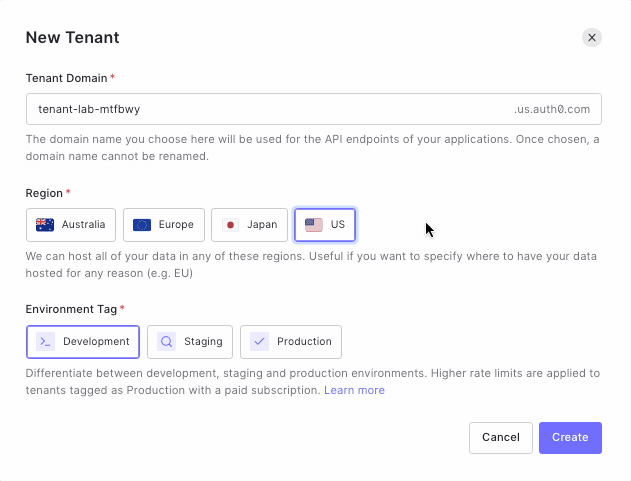 New Tenant
Tenant Domain *
tenant-lab-mtfbwy .us.auth0.com
The domain name you choose here will be used for the API endpoints of your applications. Once chosen, a
domain name cannot be renamed.
Region *
Australia Europe Japan US
We can host all of your data in any of these regions. Useful if you want to specify where to have your data
hosted for any reason (e.g. EU)
Environment Tag *
Development Staging Production
Differentiate between development, staging and production environments. Higher rate limits are applied to
tenants tagged as Production with a paid subscription. Learn more
Cancel Create